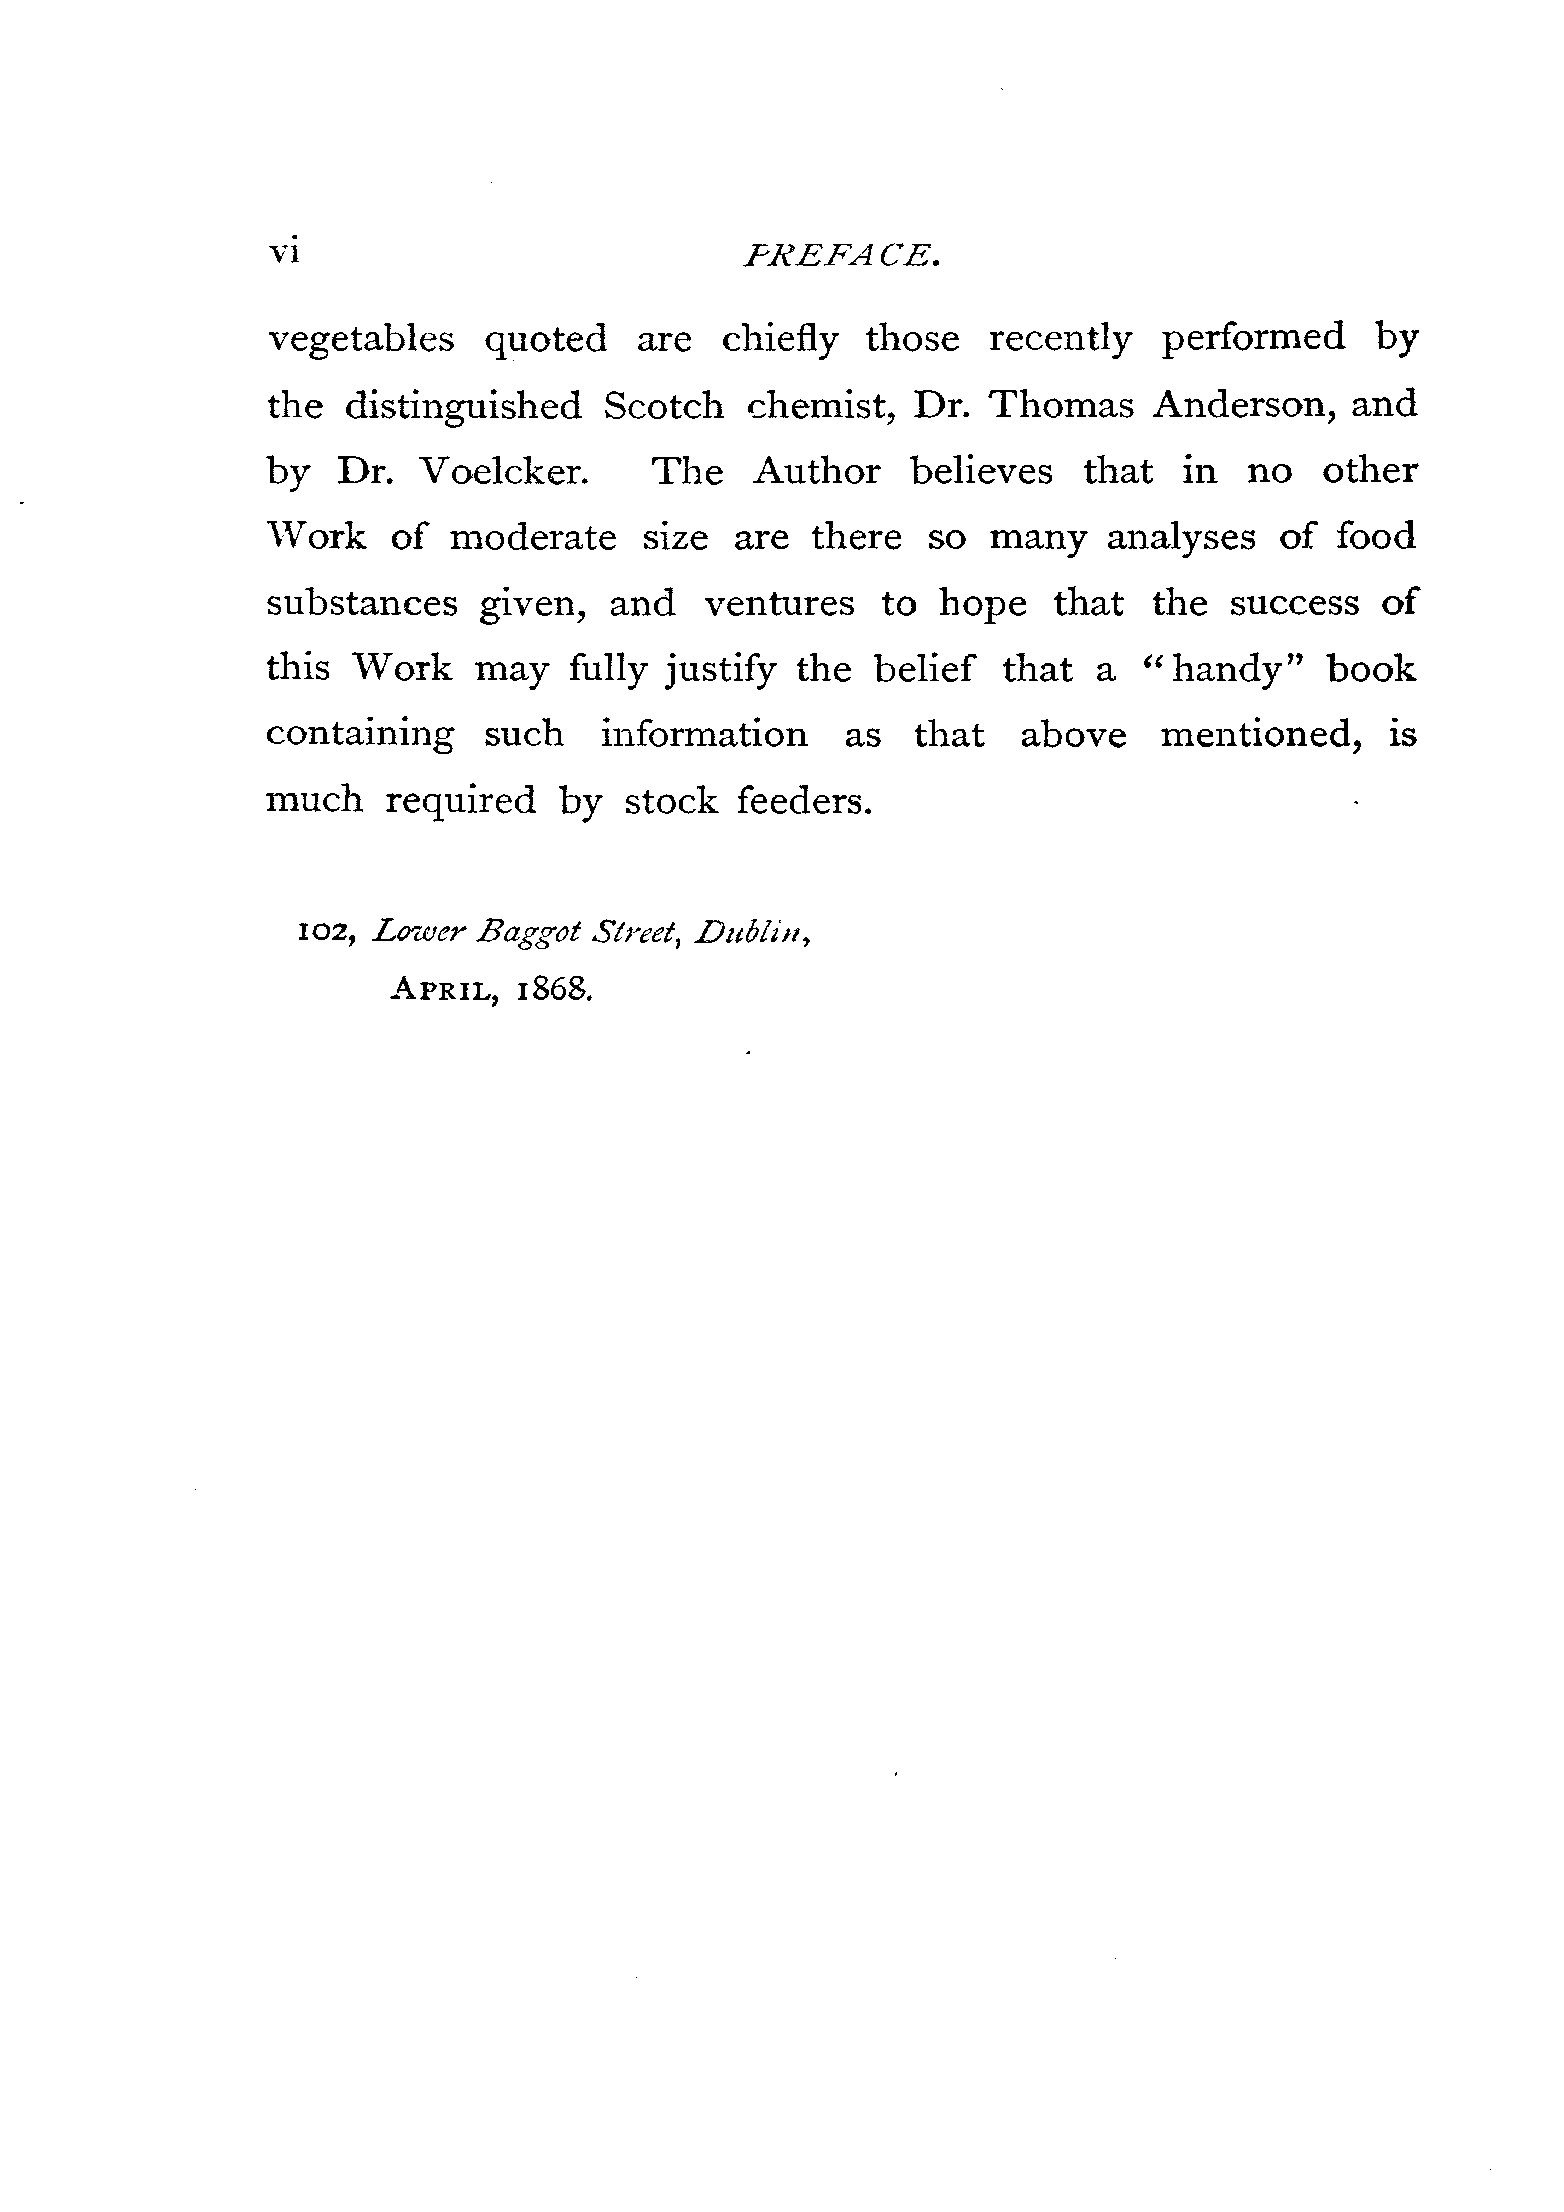 vi PREFACE.
vegetables quoted are chiefly those recently performed by
the distinguished Scotch chemist, Dr. Thomas Anderson, and
by Dr. Voelcker. The Author believes that in no other
Work of moderate size are there so many analyses of food
substances given, and ventures to hope that the success of
this Work may fully justify the belief that a “handy” book
containing such information as that above mentioned, is
much required by stock feeders.
102, Lower Baggot Street, Dublin,
APRIL, 1868.